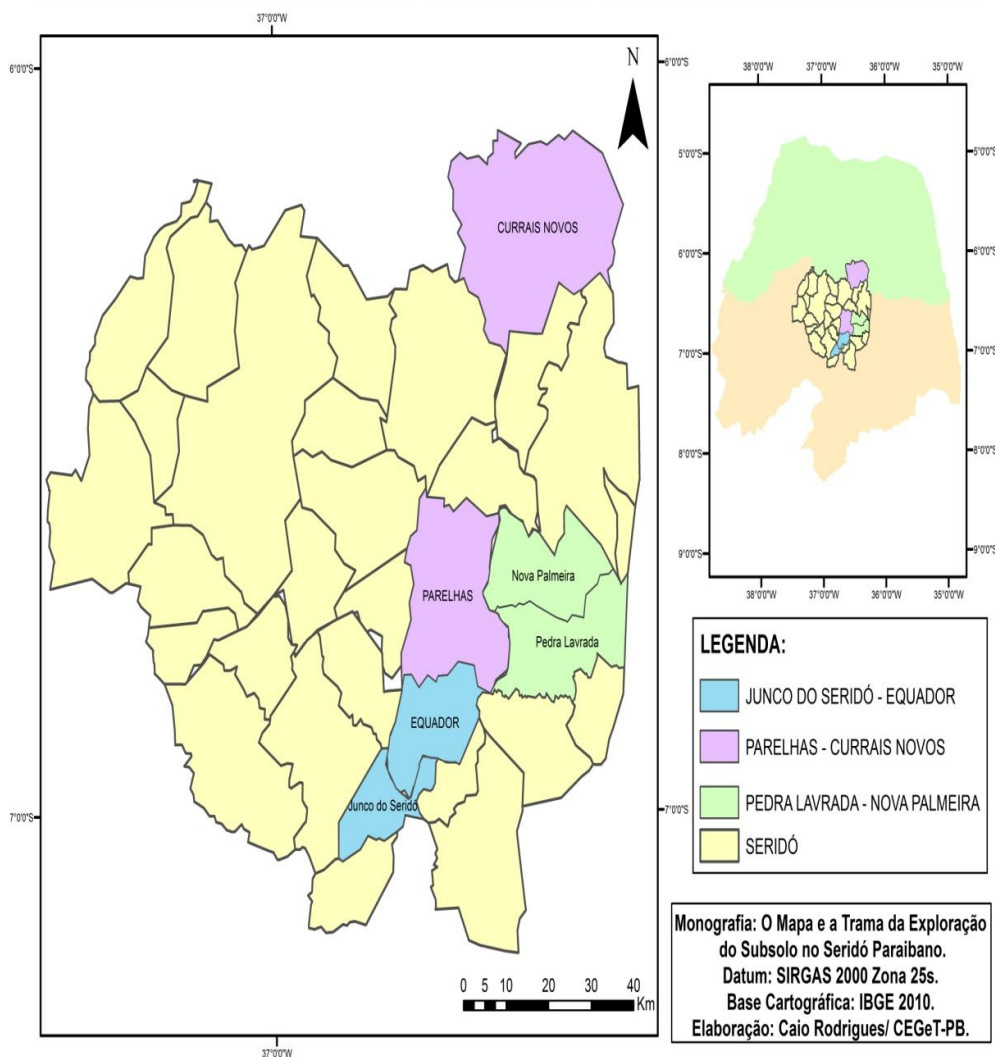 37°0'0"W
6°0'0"S
6°0'0"S
N
CURRAIS NOVOS
PARELHAS
Nova Palmeira
Pedra Lavrada
EQUADOR
Junco do Seridó
7°0'0"S
7°0'0"S
0 5 10 20 30 40
Km
37°0'0"W
38°0'0"W 37°0'0"W 36°0'0"W 35°0'0"W
5°0'0"S
5°0'0"S
6°0'0"S
6°0'0"S
7°0'0"S
7°0'0"S
8°0'0"S
8°0'0"S
9°0'0"S
9°0'0"S
38°0'0"W 37°0'0"W 36°0'0"W 35°0'0"W
LEGENDA:
JUNCO DO SERIDÓ - EQUADOR
PARELHAS - CURRAIS NOVOS
PEDRA LAVRADA - NOVA PALMEIRA
SERIDÓ
Monografia: O Mapa e a Trama da Exploração
do Subsolo no Seridó Paraibano.
Datum: SIRGAS 2000 Zona 25s.
Base Cartográfica: IBGE 2010.
Elaboração: Caio Rodrigues/ CEGeT-PB.